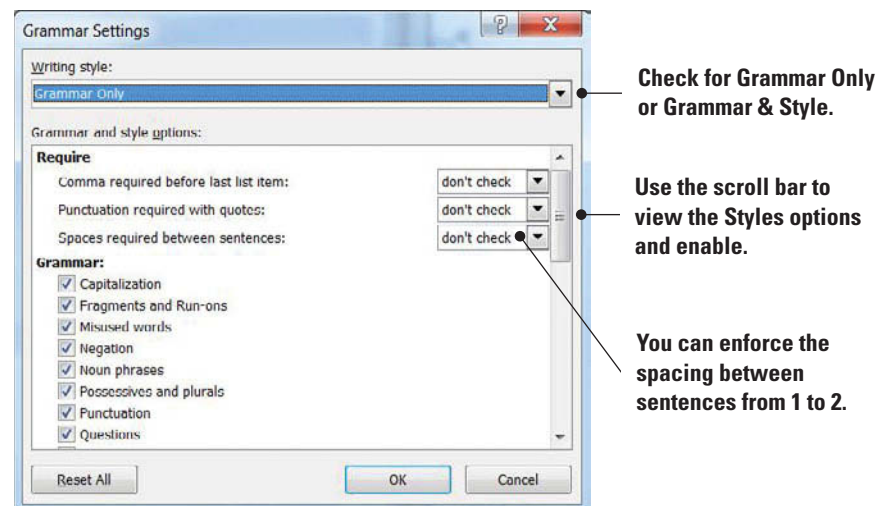 Grammar Settings
Writing style:
Grammar Only
Check for Grammar Only
or Grammar & Style.
Grammar and style options:
Require
Comma required before last list item: don't check
Punctuation required with quotes: don't check
Spaces required between sentences: don't check
Use the scroll bar to
view the Styles options
and enable.
Grammar:
Capitalization
Fragments and Run-ons
Misused words
Negation
Noun phrases
Possessives and plurals
Punctuation
Questions
You can enforce the
spacing between
sentences from 1 to 2.
Reset All OK Cancel